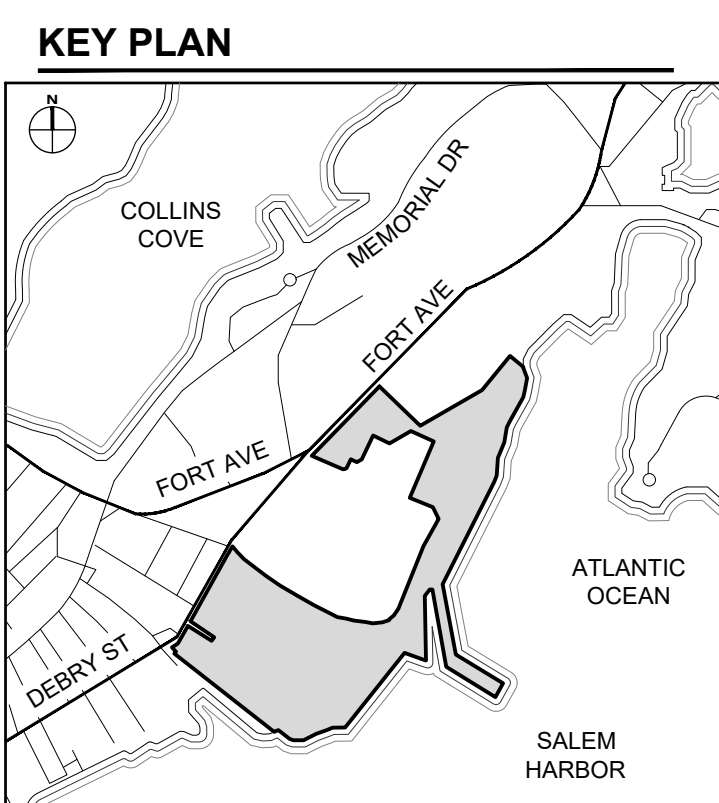 KEY PLAN
N
COLLINS
COVE
MEMORIAL DR
FORT AVE
FORT AVE
ATLANTIC
OCEAN
DEBRY ST
SALEM
HARBOR